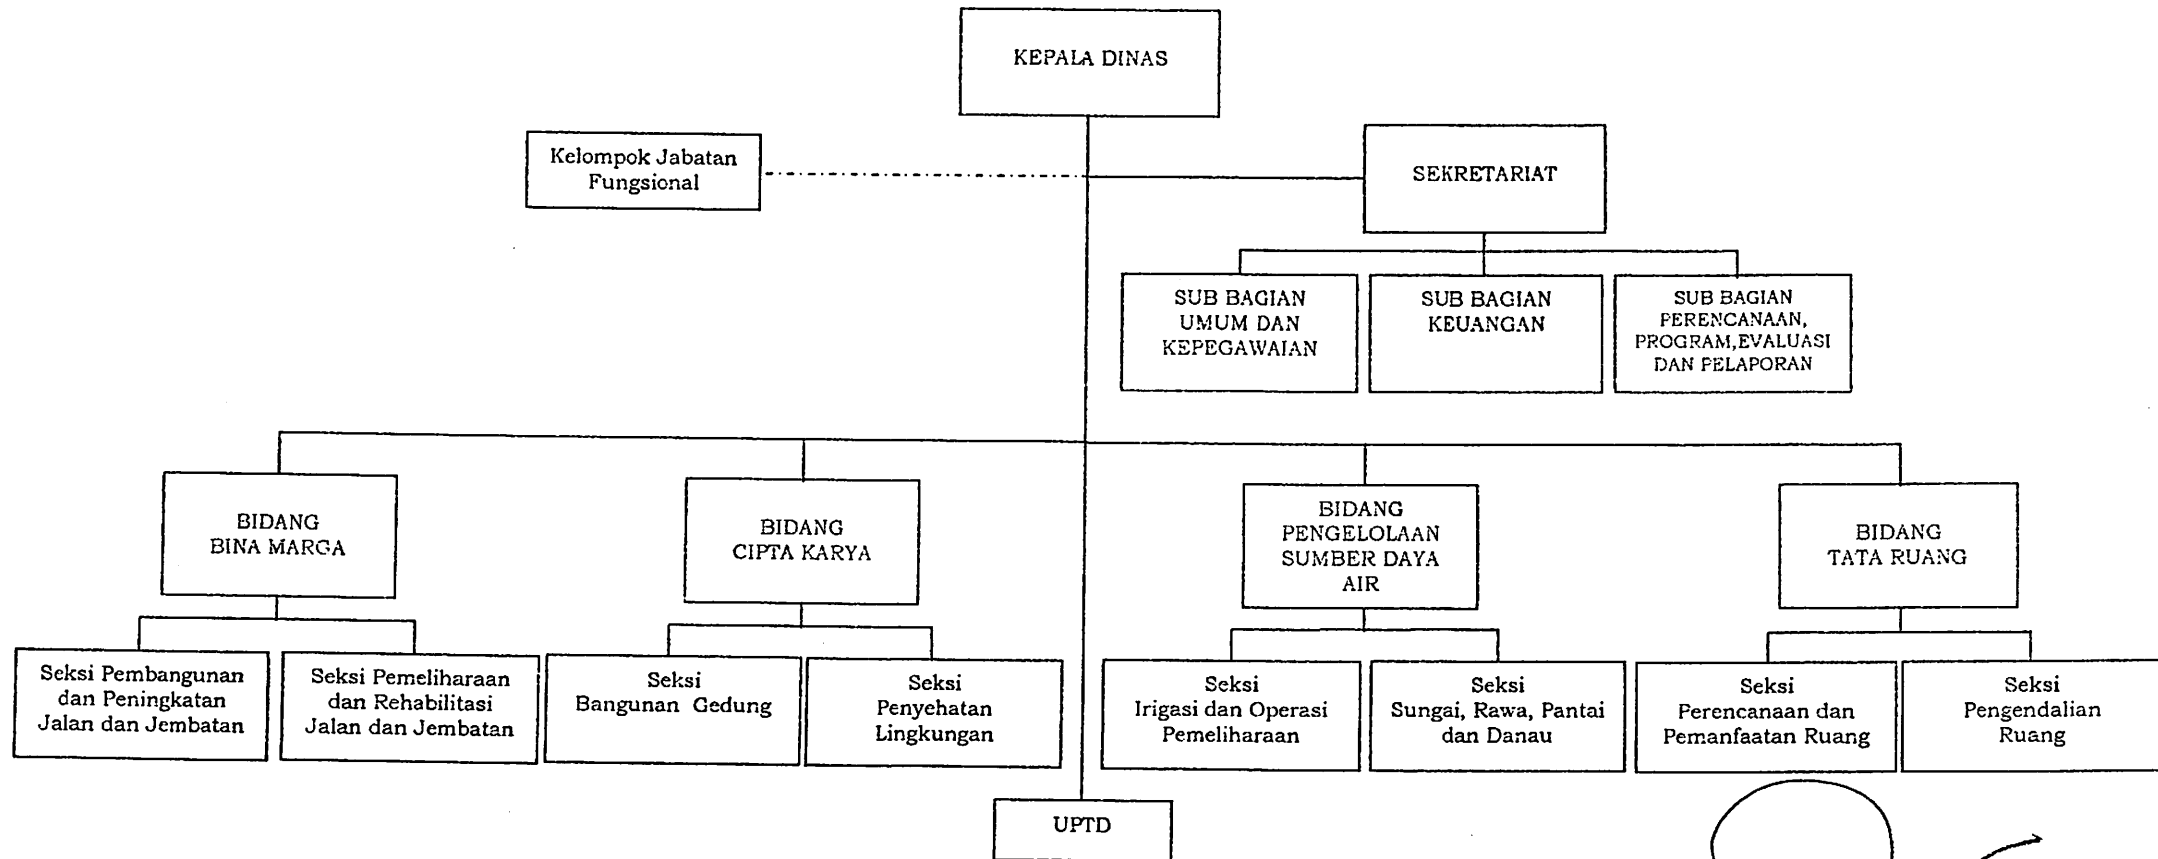 KEPALA DINAS
Kelompok Jabatan
Fungsional
SEKRETARIAT
SUB BAGIAN
UMUM DAN
KEPEGAWAIAN
SUB BAGIAN
KEUANGAN
SUB BAGIAN
PERENCANAAN,
PROGRAM,EVALUASI
DAN PELAPORAN
BIDANG
BINA MARGA
BIDANG
CIPTA KARYA
BIDANG
PENGELOLAAN
SUMBER DAYA
AIR
BIDANG
TATA RUANG
Seksi Pembangunan
dan Peningkatan
Jalan dan Jembatan
Seksi Pemeliharaan
dan Rehabilitasi
Jalan dan Jembatan
Seksi
Bangunan Gedung
Seksi
Penyehatan
Lingkungan
Seksi
Irigasi dan Operasi
Pemeliharaan
Seksi
Sungai, Rawa, Pantai
dan Danau
Seksi
Perencanaan dan
Pemanfaatan Ruang
Seksi
Pengendalian
Ruang
UPTD